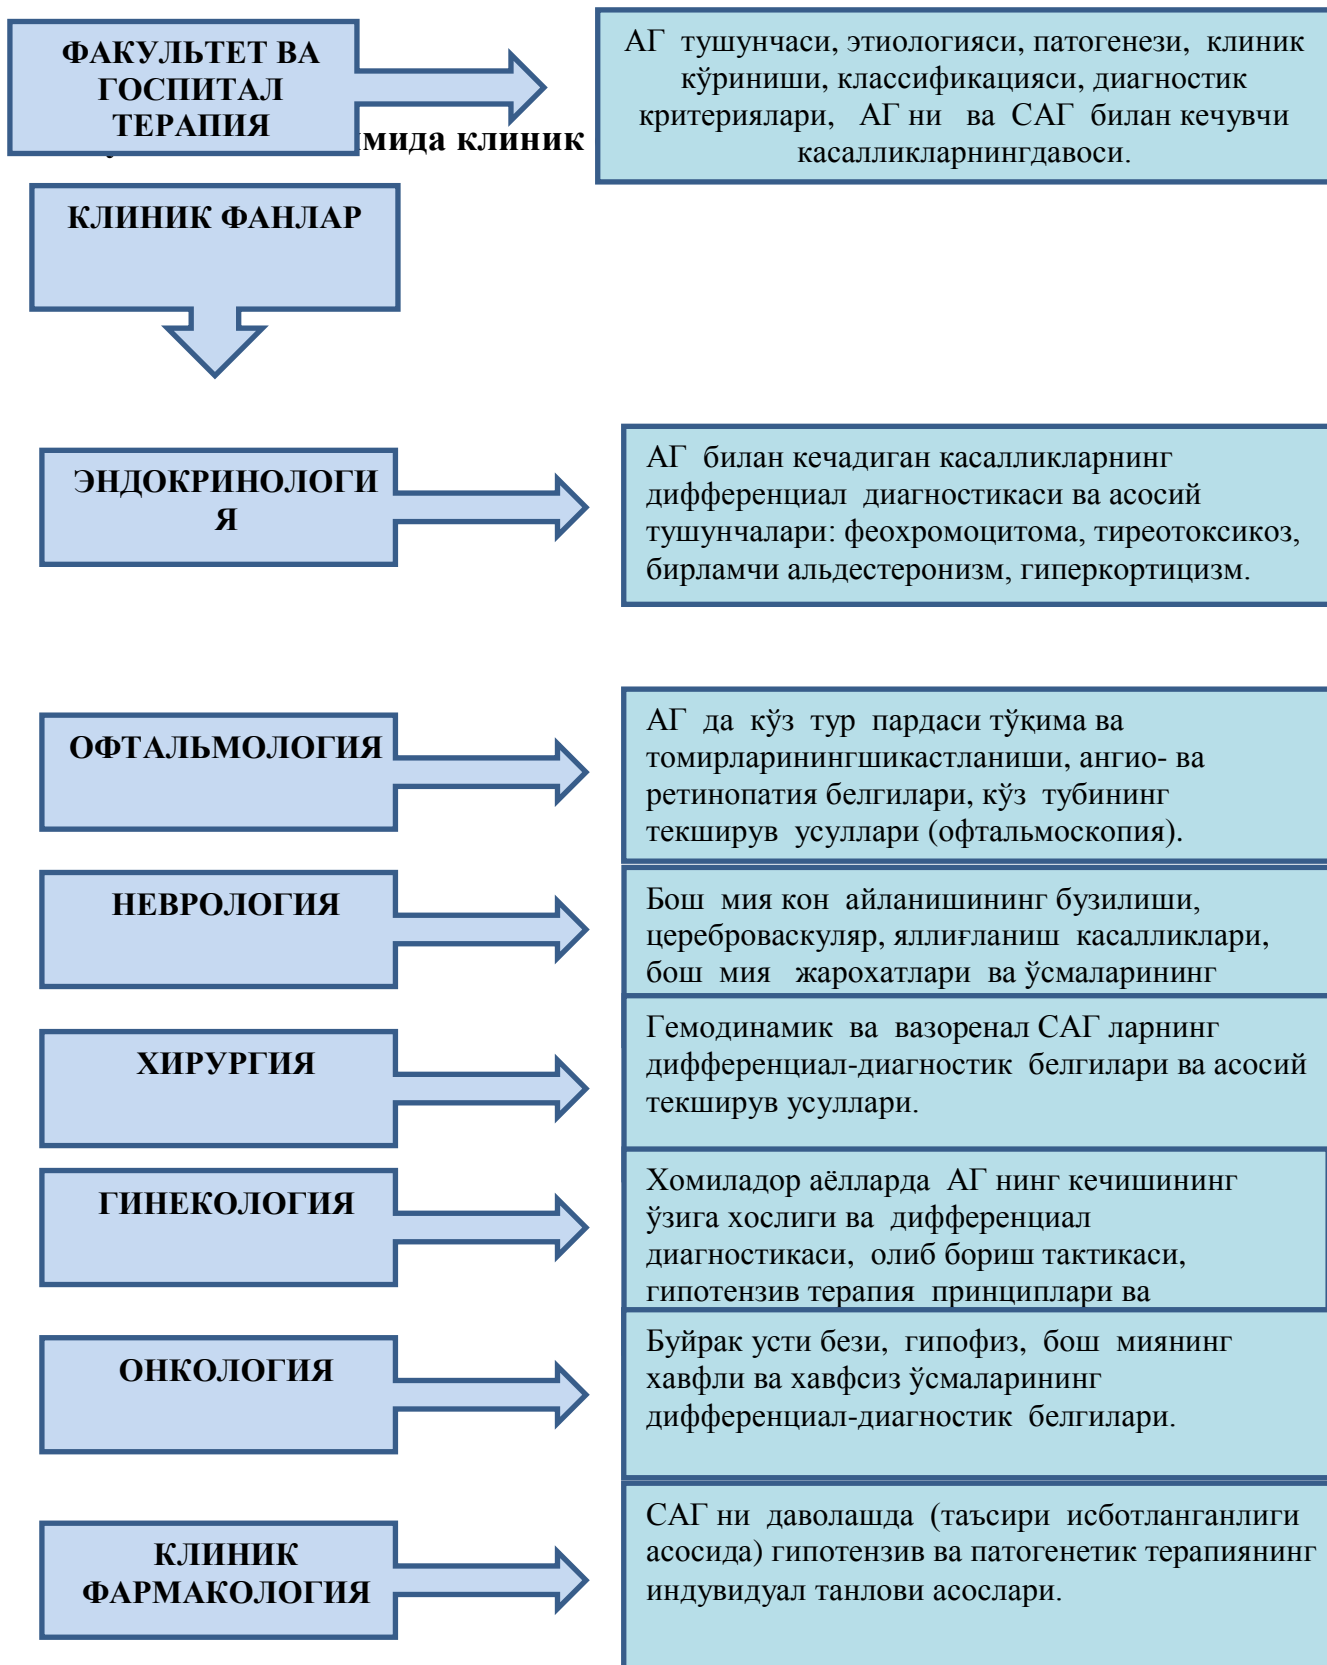 ФАКУЛЬТЕТ ВА
ГОСПИТАЛ
ТЕРАПИЯ
АГ тушунчаси, этиологияси, патогенези, клиник
кўриниши, классификацияси, диагностик
критериялари, АГ ни ва САГ билан кечувчи
касалликларнингдавоси.
мида клиник
КЛИНИК ФАНЛАР
ЭНДОКРИНОЛОГИ
Я
АГ билан кечадиган касалликларнинг
дифференциал диагностикаси ва асосий
тушунчалари: феохромоцитома, тиреотоксикоз,
бирламчи альдестеронизм, гиперкортицизм.
ОФТАЛЬМОЛОГИЯ
АГ да кўз тур пардаси тўқима ва
томирларинингшикастланиши, ангио- ва
ретинопатия белгилари, кўз тубининг
текширув усуллари (офтальмоскопия).
НЕВРОЛОГИЯ
Бош мия кон айланишининг бузилиши,
цереброваскуляр, яллиғланиш касалликлари,
бош мия жарохатлари ва ўсмаларининг
ХИРУРГИЯ
Гемодинамик ва вазоренал САГ ларнинг
дифференциал-диагностик белгилари ва асосий
текширув усуллари.
ГИНЕКОЛОГИЯ
Хомиладор аёлларда АГ нинг кечишининг
ўзига хослиги ва дифференциал
диагностикаси, олиб бориш тактикаси,
гипотензив терапия принциплари ва
ОНКОЛОГИЯ
Буйрак усти бези, гипофиз, бош миянинг
хавфли ва хавфсиз ўсмаларининг
дифференциал-диагностик белгилари.
КЛИНИК
ФАРМАКОЛОГИЯ
САГ ни даволашда (таъсири исботланганлиги
асосида) гипотензив ва патогенетик терапиянинг
индувидуал танлови асослари.